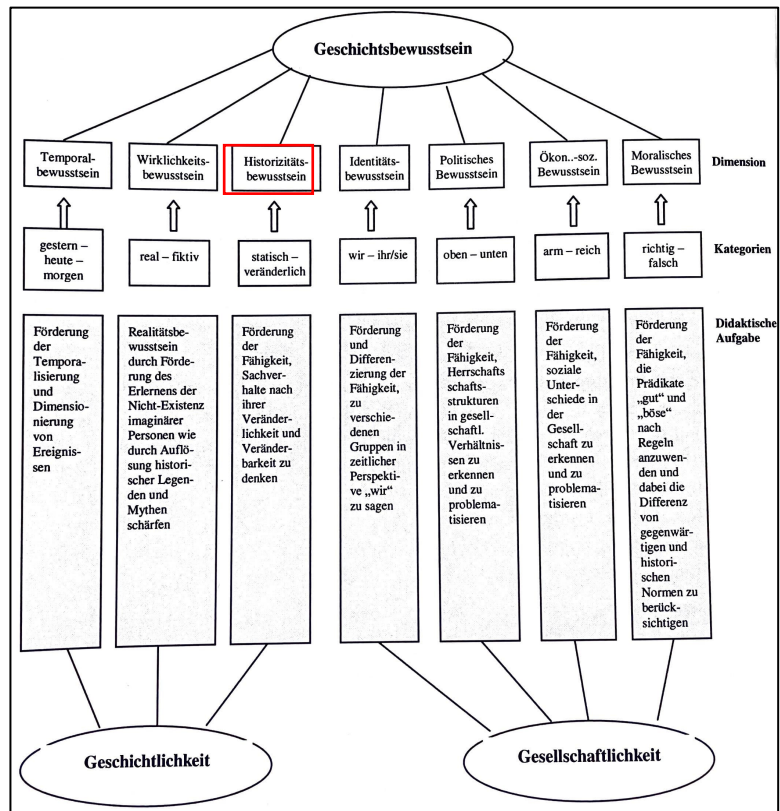 Geschichtsbewusstsein
Temporal-
bewusstsein
Wirklichkeits-
bewusstsein
Historizitäts-
bewusstsein
Identitäts-
bewusstsein
Politisches
Bewusstsein
Ökon..-soz.
Bewusstsein
Moralisches
Bewusstsein
Dimension
gestern –
heute –
morgen
real – fiktiv
statisch –
veränderlich
wir – ihr/sie
oben – unten
arm – reich
richtig –
falsch
Kategorien
Förderung
der
Tempora-
lisierung
und
Dimensio-
nierung
von
Ereignis-
sen
Realitätsbe-
wusstsein
durch Förde-
rung des
Erlernens der
Nicht-Existenz
imaginärer
Personen wie
durch Auflö-
sung histori-
scher Legen-
den und
Mythen
schärfen
Förderung
der
Fähigkeit,
Sachver-
halte nach
ihrer
Veränder-
lichkeit und
Veränder-
barkeit zu
denken
Förderung
und
Differen-
zierung der
Fähigkeit,
zu
verschie-
denen
Gruppen in
zeitlicher
Perspekti-
ve „wir“
zu sagen
Förderung
der
Fähigkeit,
Herrschafts
schafts-
strukturen
in gesell-
schaftl.
Verhältnis-
sen zu
erkennen
und zu
problema-
tisieren
Förderung
der
Fähigkeit,
soziale
Unter-
schiede in
der
Gesell-
schaft zu
erkennen
und zu
problema-
tisieren
Förderung
der
Fähigkeit,
die
Prädikate
„gut“ und
„böse“
nach
Regeln
anzuwen-
den und
dabei die
Differenz
von
gegenwär-
tigen und
histori-
schen
Normen zu
berück-
sichtigen
Didaktische
Aufgabe
Geschichtlichkeit
Gesellschaftlichkeit